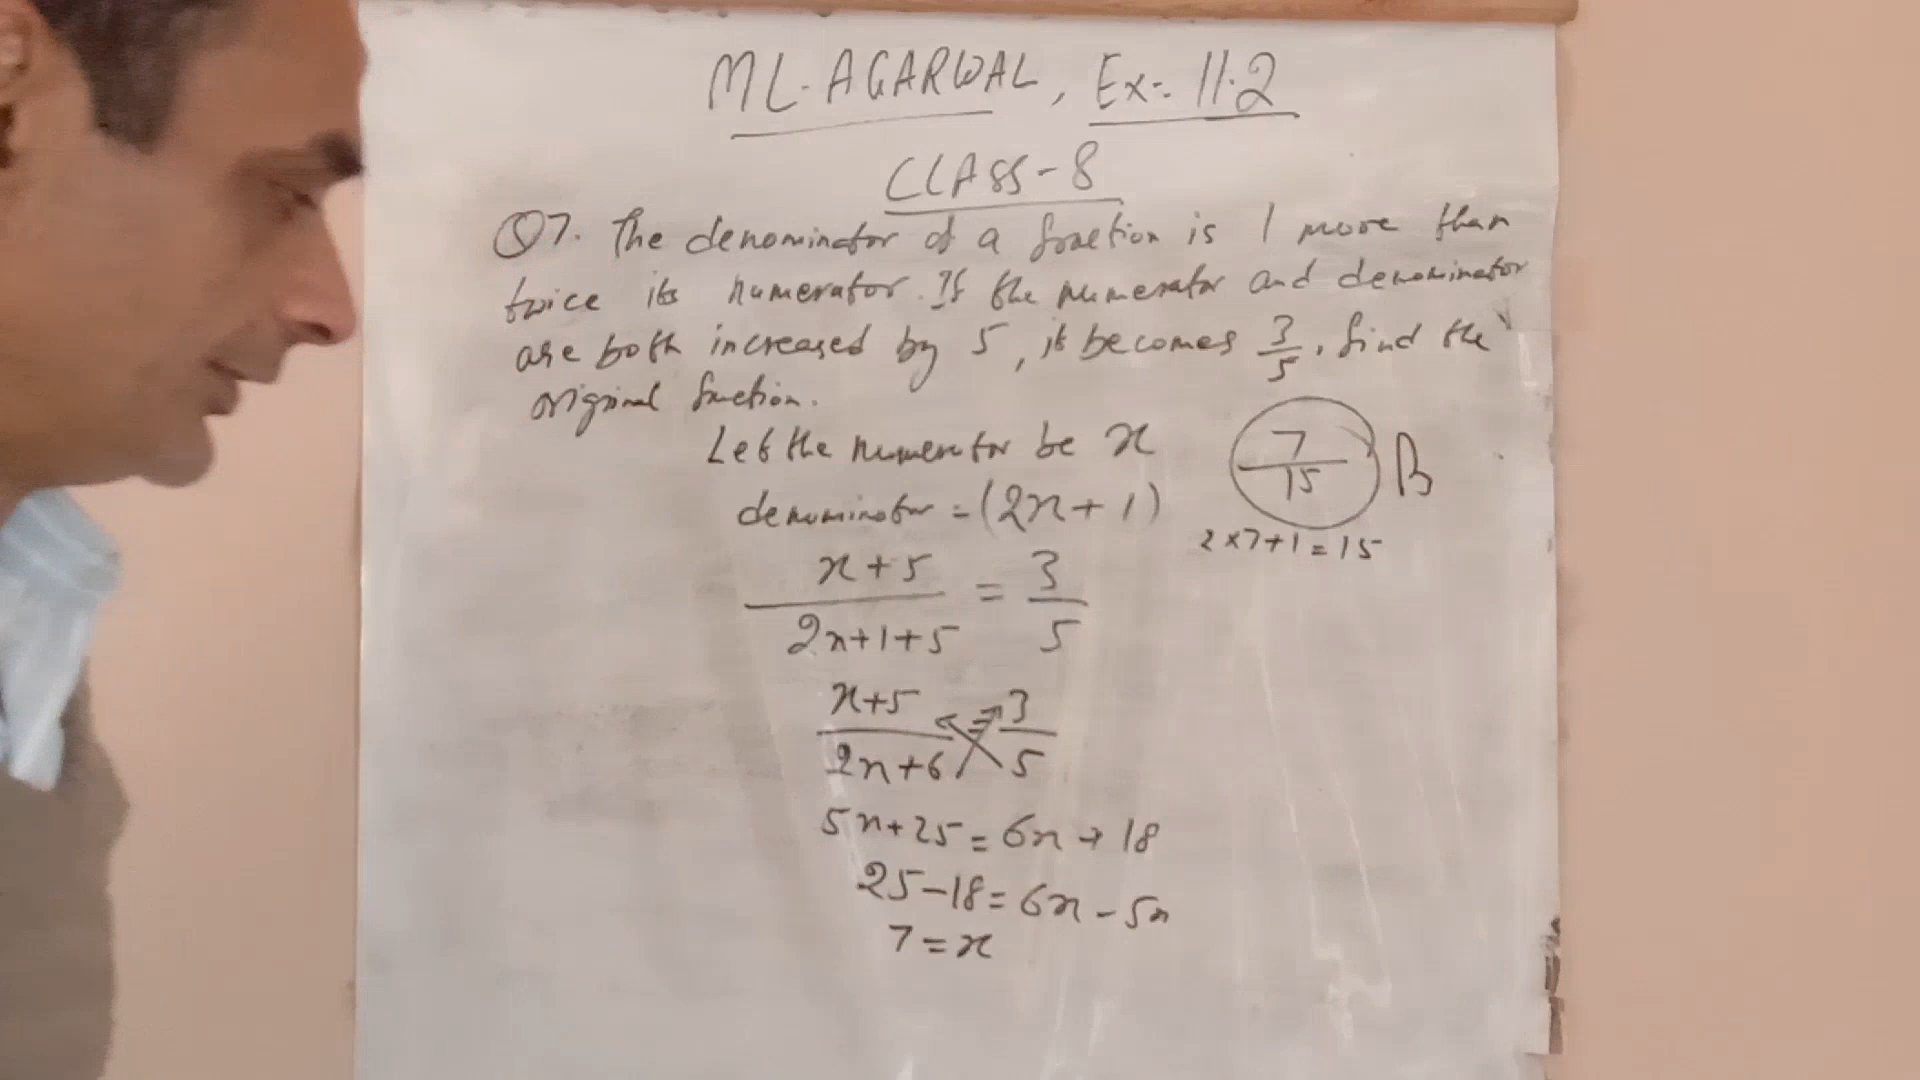 ML. AGARWAL, Ex-. 11.2
CLASS-8
Q7. The denominator of a fraction is 1 more than
twice its numerator. If the numerator and denominator
are both increased by 5, it becomes 3/5. find the
original fraction.
Let the numerator be x
denominator = (2x+1)
x+5 / 2x+1+5 = 3/5
x+5 / 2x+6 = 3/5
5x+25 = 6x+18
25-18 = 6x-5x
7 = x
7/15
2×7+1=15